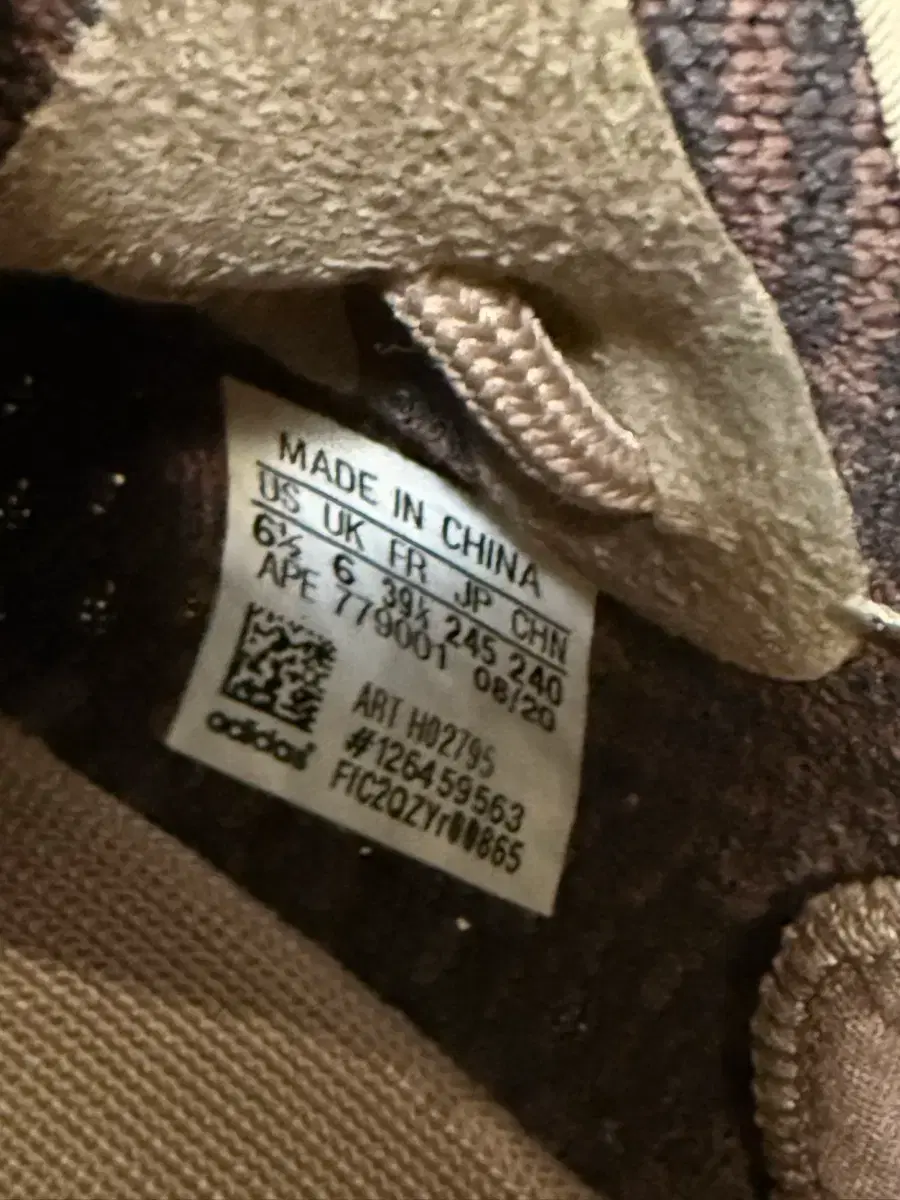 MADE IN CHINA
US UK FR JP CHN
6½ 6 39⅓ 245 240
APE 779001 08/20
ART H02795
#126459563
FIC2QZYr00865
adidas